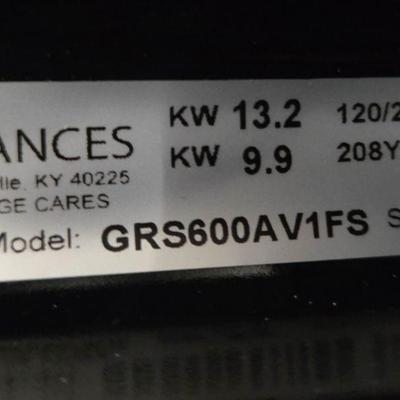 ANCES KW 13.2 120/2
lle, KY 40225 KW 9.9 208Y
GE CARES
Model: GRS600AV1FS S